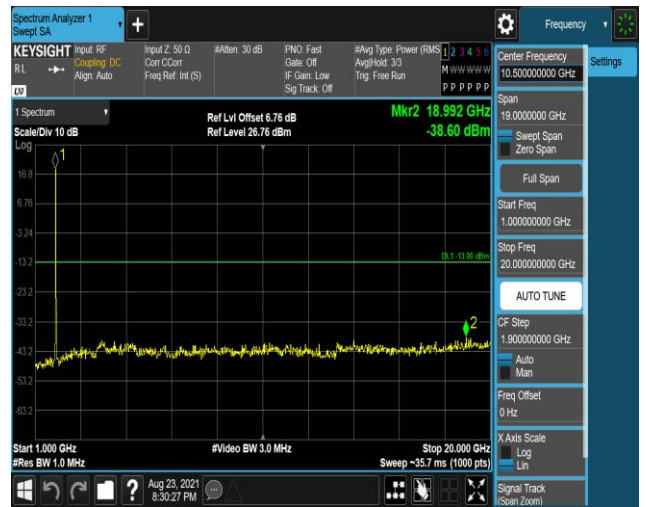 Spectrum Analyzer 1
Swept SA
+
Frequency
KEYSIGHT
RL
LXI
Input: RF
Coupling: DC
Align: Auto
Input Z: 50 Ω
Corr CCorr
Freq Ref: Int (S)
#Atten: 30 dB
PNO: Fast
Gate: Off
IF Gain: Low
Sig Track: Off
#Avg Type: Power (RMS
Avg|Hold: 3/3
Trig: Free Run
1 2 3 4 5 6
M W W W W W
P P P P P P
Center Frequency
10.500000000 GHz
Settings
Span
19.0000000 GHz
Swept Span
Zero Span
Full Span
Start Freq
1.000000000 GHz
Stop Freq
20.000000000 GHz
AUTO TUNE
CF Step
1.900000000 GHz
Auto
Man
Freq Offset
0 Hz
X Axis Scale
Log
Lin
Signal Track
(Span Zoom)
1 Spectrum
Scale/Div 10 dB
Log
Ref Lvl Offset 6.76 dB
Ref Level 26.76 dBm
Mkr2 18.992 GHz
-38.60 dBm
1
16.8
6.76
-3.24
-13.2
DL1 -13.00 dBm
-23.2
-33.2
2
-43.2
-53.2
-63.2
Start 1.000 GHz
#Video BW 3.0 MHz
Stop 20.000 GHz
#Res BW 1.0 MHz
Sweep ~35.7 ms (1000 pts)
?
Aug 23, 2021
8:30:27 PM